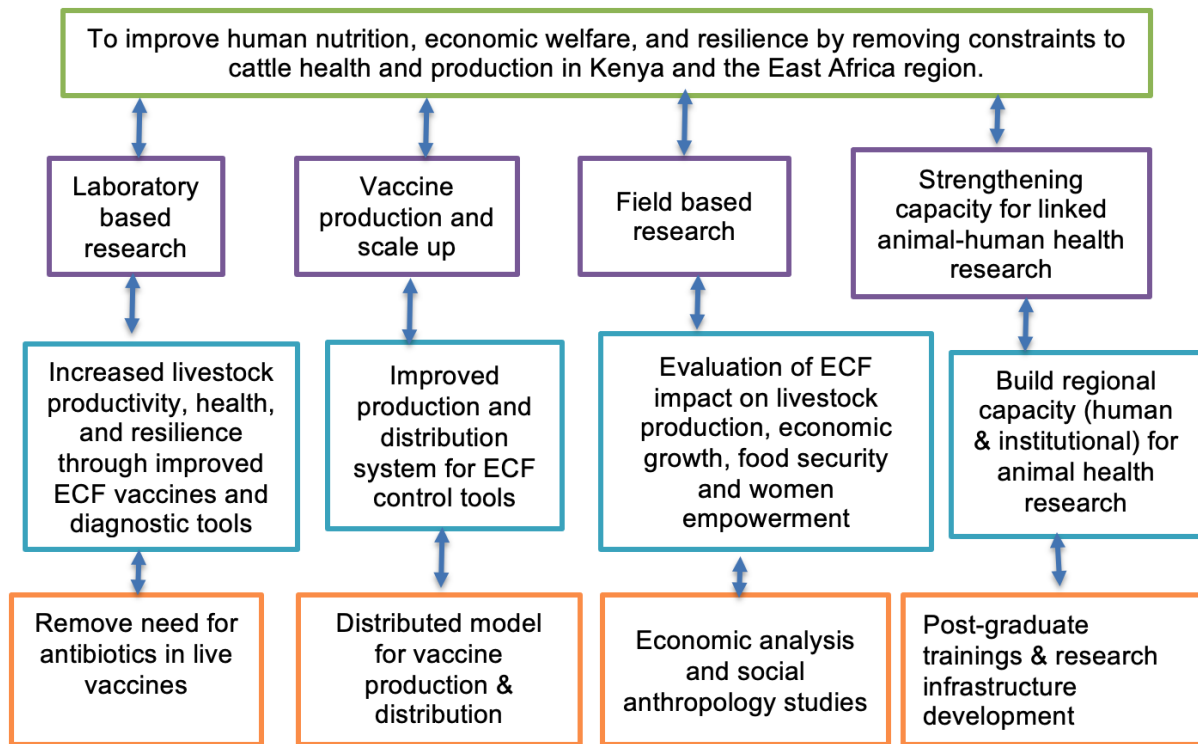 To improve human nutrition, economic welfare, and resilience by removing constraints to
cattle health and production in Kenya and the East Africa region.
Laboratory
based
research
Vaccine
production and
scale up
Field based
research
Strengthening
capacity for linked
animal-human health
research
Increased livestock
productivity, health,
and resilience
through improved
ECF vaccines and
diagnostic tools
Improved
production and
distribution
system for ECF
control tools
Evaluation of ECF
impact on livestock
production, economic
growth, food security
and women
empowerment
Build regional
capacity (human
& institutional) for
animal health
research
Remove need for
antibiotics in live
vaccines
Distributed model
for vaccine
production &
distribution
Economic analysis
and social
anthropology studies
Post-graduate
trainings & research
infrastructure
development